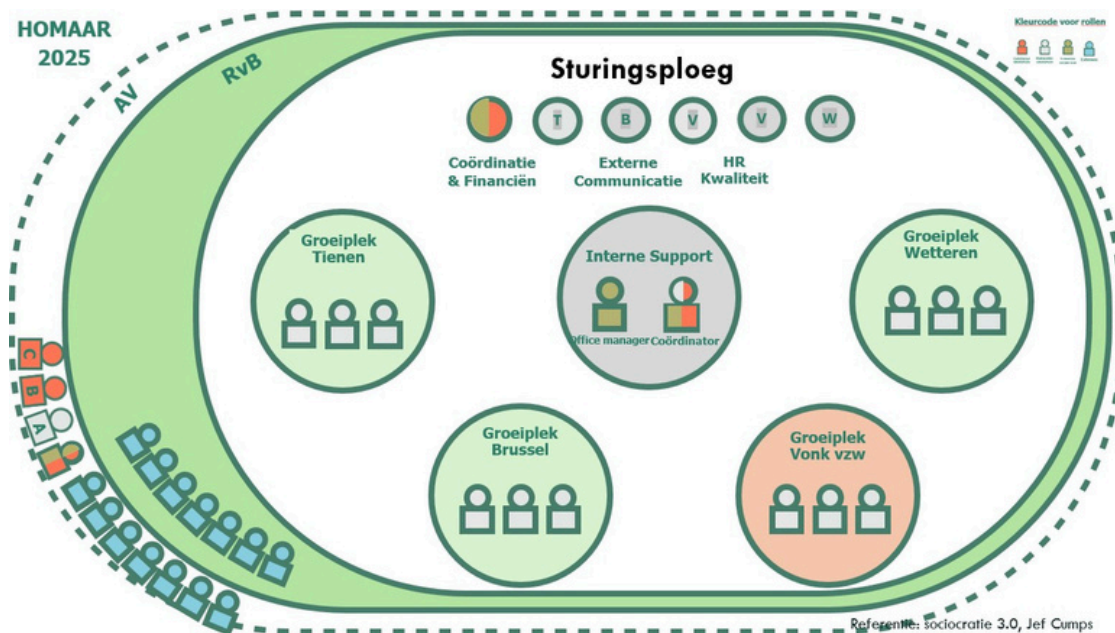 HOMAAR
2025
AV
RvB
Sturingsploeg
Kleurcode voor rollen
T
B
V
V
W
Coördinatie
& Financiën
Externe
Communicatie
HR
Kwaliteit
Groeiplek
Tienen
Interne Support
Office manager
Coördinator
Groeiplek
Wetteren
C
B
A
Groeiplek
Brussel
Groeiplek
Vonk vzw
Referentie: sociocratie 3.0, Jef Cumps